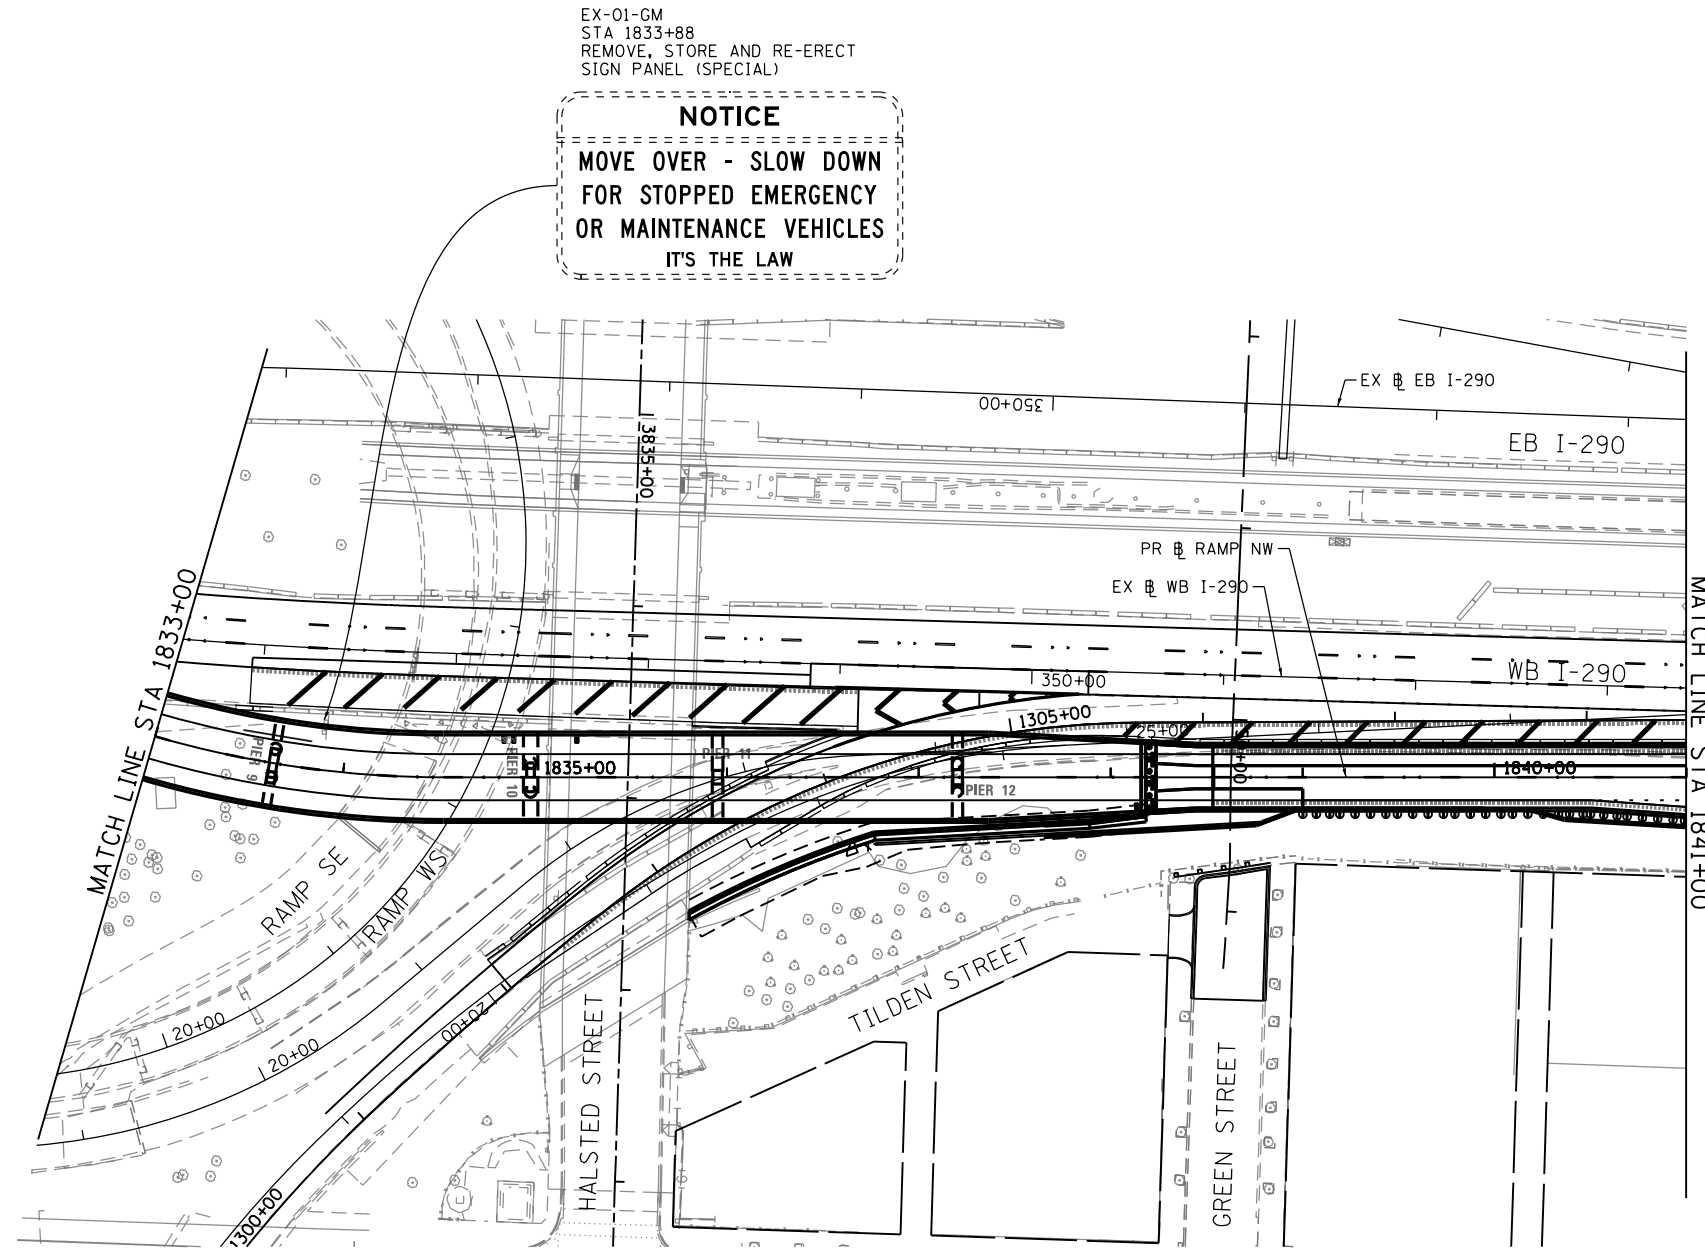 EX-01-GM
STA 1833+88
REMOVE, STORE AND RE-ERECT
SIGN PANEL (SPECIAL)
NOTICE
MOVE OVER - SLOW DOWN
FOR STOPPED EMERGENCY
OR MAINTENANCE VEHICLES
IT'S THE LAW
EX ℄ EB I-290
350+00
EB I-290
3835+00
PR ℄ RAMP NW
EX ℄ WB I-290
MATCH LINE STA 1833+00
MATCH LINE STA 1841+00
WB I-290
350+00
1305+00
25+00
PIER 9
PIER 10
1835+00
PIER 11
PIER 12
1840+00
RAMP SE
RAMP WS
TILDEN STREET
20+00
20+00
20+00
HALSTED STREET
GREEN STREET
1300+00